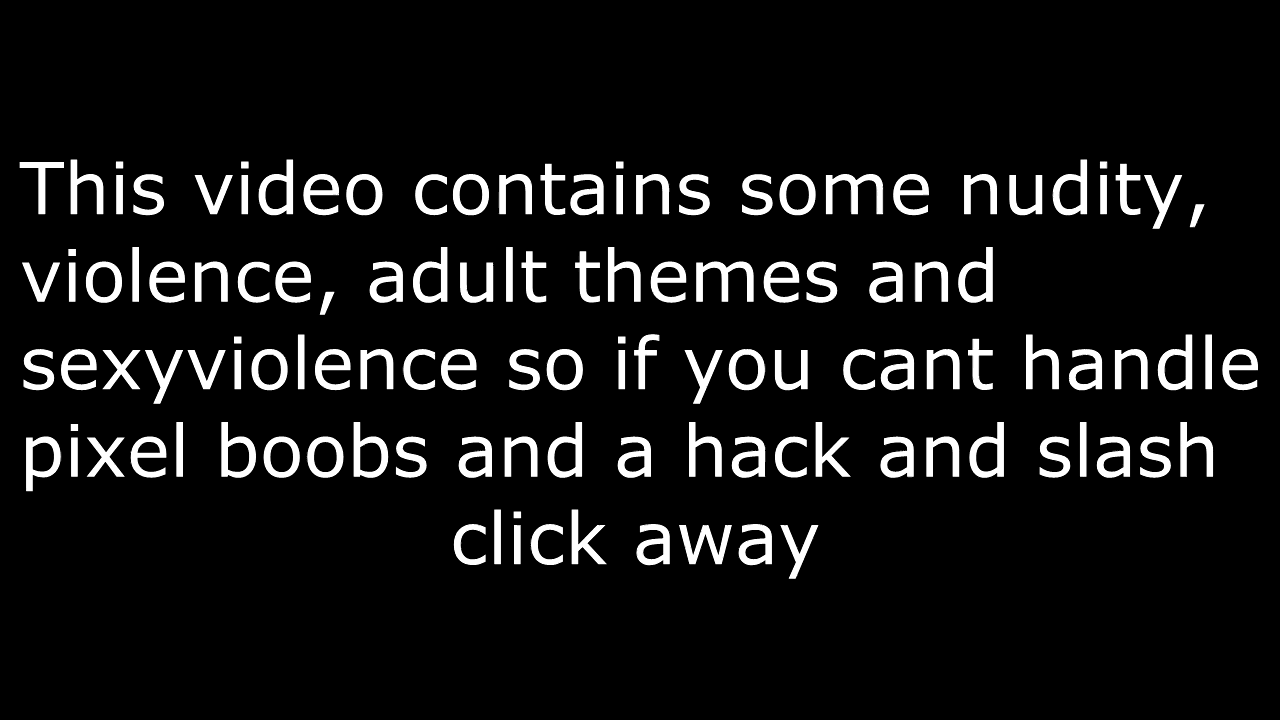 This video contains some nudity,
violence, adult themes and
sexyviolence so if you cant handle
pixel boobs and a hack and slash
click away